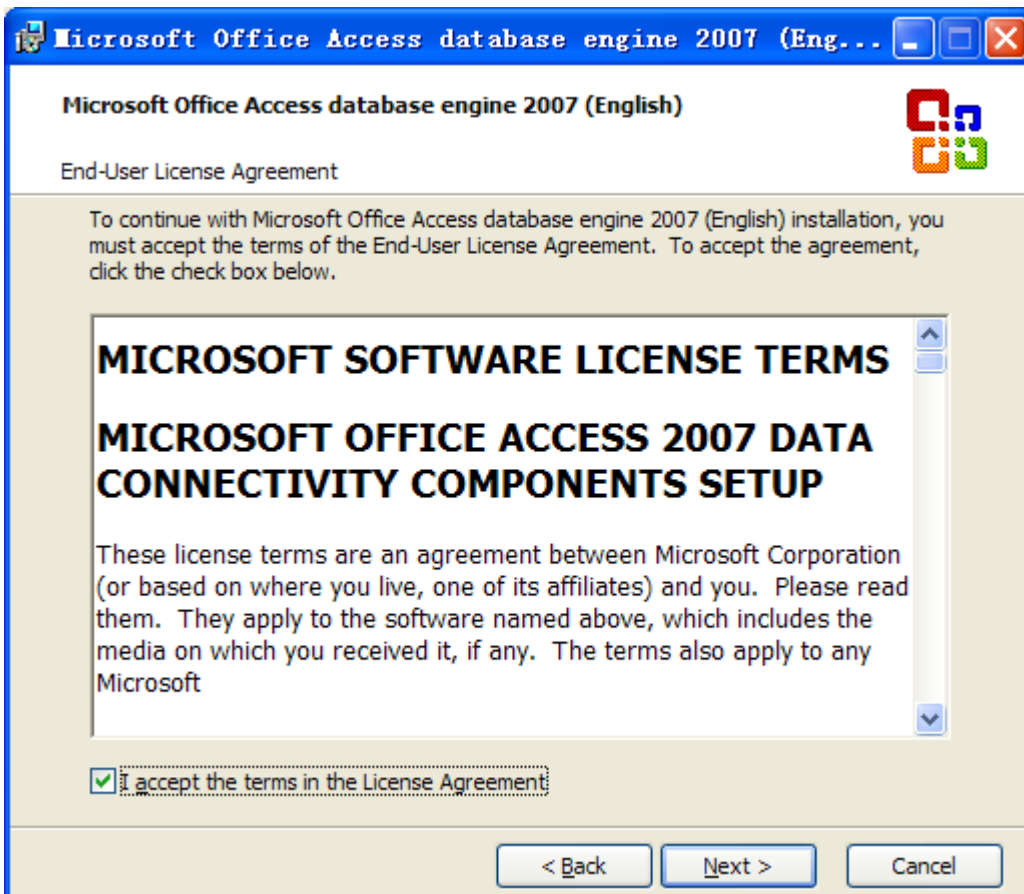 Microsoft Office Access database engine 2007 (Eng...
Microsoft Office Access database engine 2007 (English)
End-User License Agreement
To continue with Microsoft Office Access database engine 2007 (English) installation, you
must accept the terms of the End-User License Agreement.  To accept the agreement,
click the check box below.
MICROSOFT SOFTWARE LICENSE TERMS
MICROSOFT OFFICE ACCESS 2007 DATA
CONNECTIVITY COMPONENTS SETUP
These license terms are an agreement between Microsoft Corporation
(or based on where you live, one of its affiliates) and you.  Please read
them.  They apply to the software named above, which includes the
media on which you received it, if any.  The terms also apply to any
Microsoft
I accept the terms in the License Agreement
< Back
Next >
Cancel